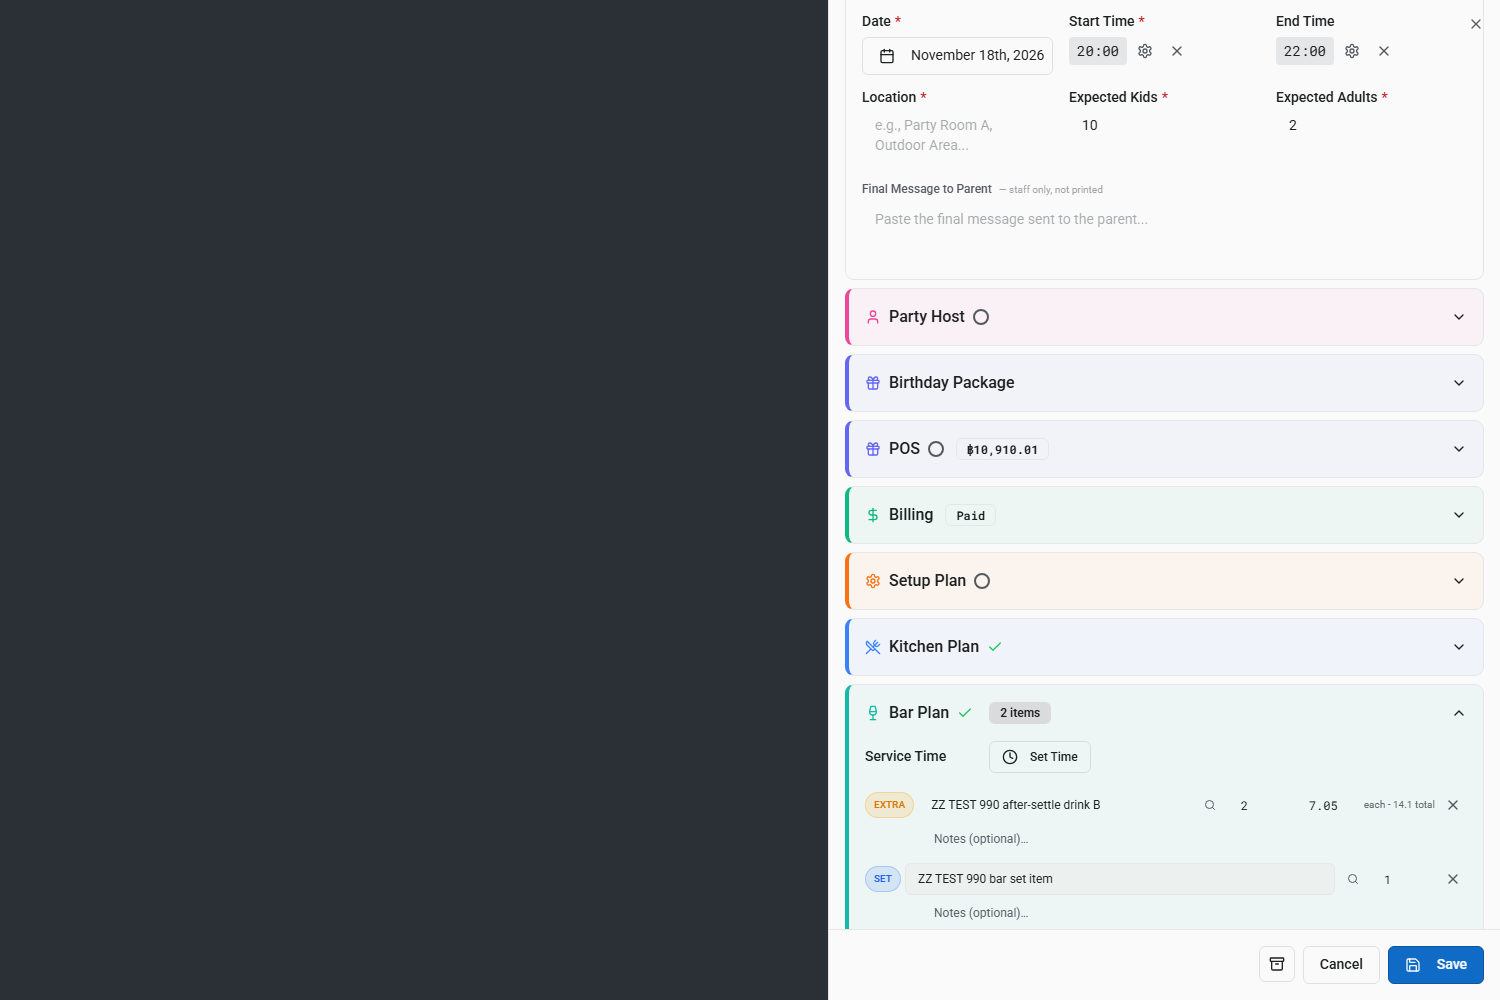 Date *
Start Time *
End Time
November 18th, 2026
20:00
22:00
Location *
Expected Kids *
Expected Adults *
e.g., Party Room A,
Outdoor Area...
10
2
Final Message to Parent — staff only, not printed
Paste the final message sent to the parent...
Party Host
Birthday Package
POS ฿10,910.01
Billing Paid
Setup Plan
Kitchen Plan
Bar Plan 2 items
Service Time Set Time
EXTRA ZZ TEST 990 after-settle drink B 2 7.05 each - 14.1 total
Notes (optional)...
SET ZZ TEST 990 bar set item 1
Notes (optional)...
Cancel Save